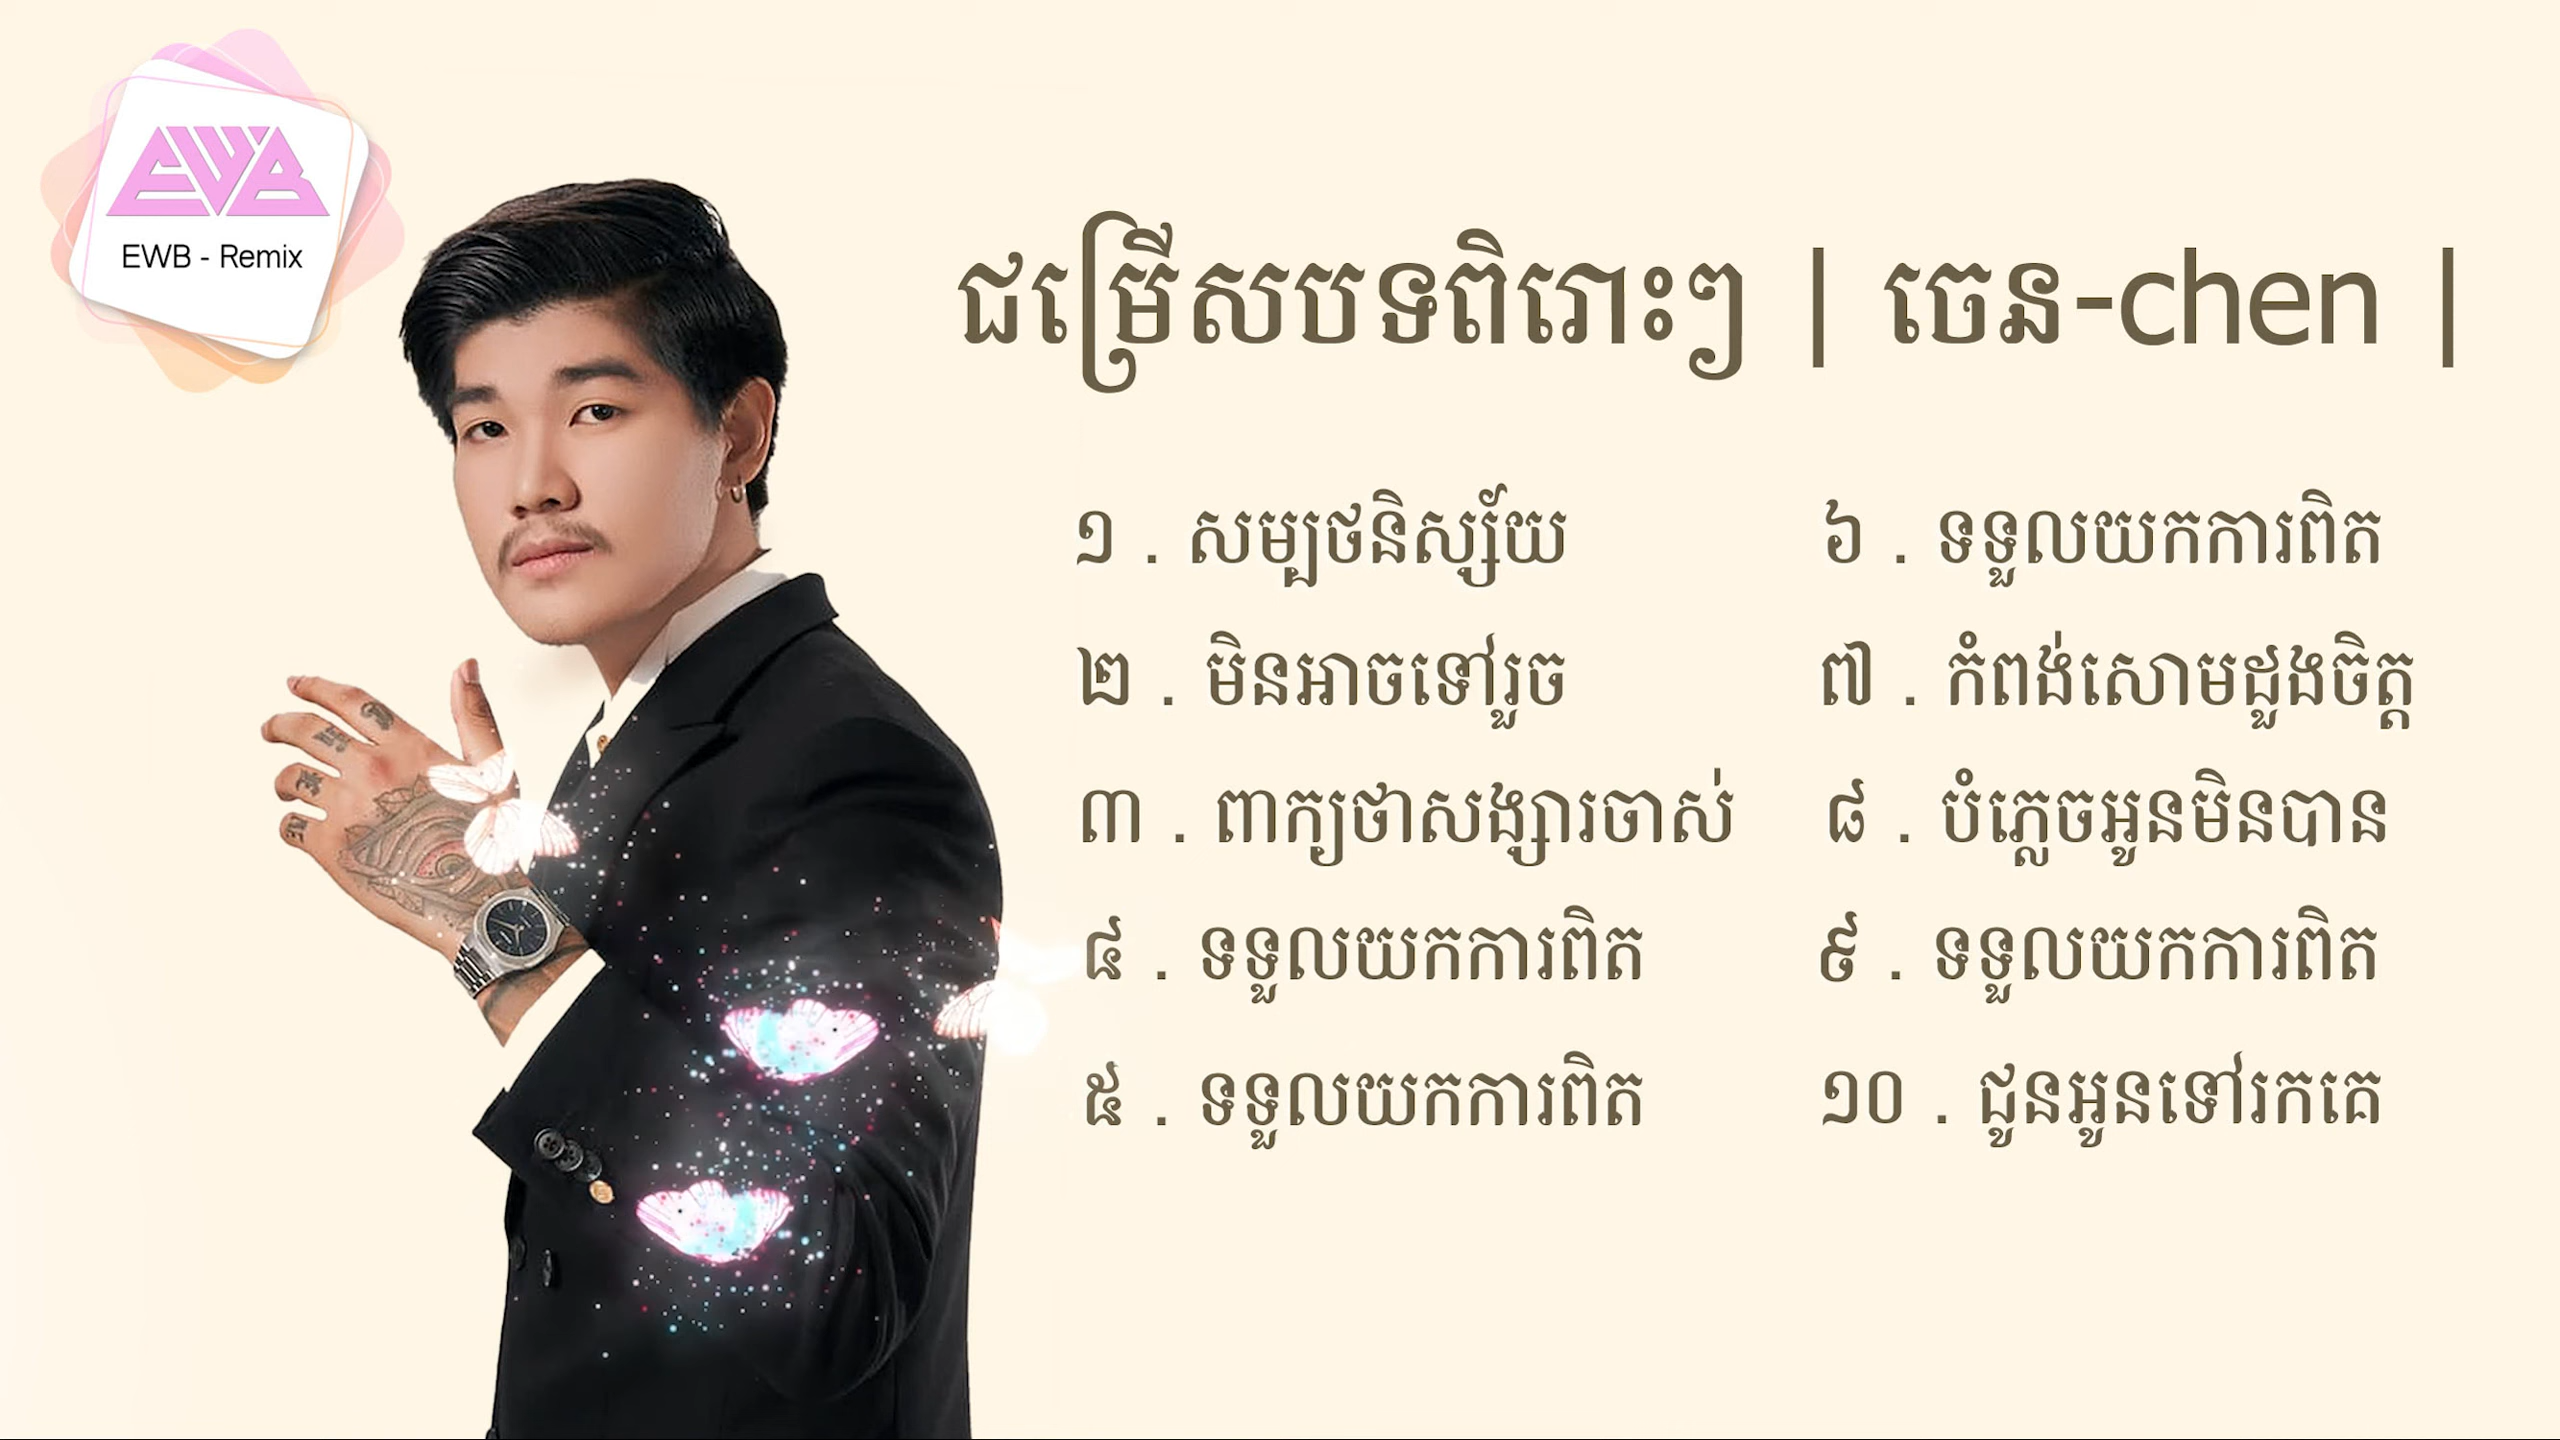 EWB
EWB - Remix
ជម្រើសបទពិរោះៗ | ចេន-chen |
១ . សម្បថនិស្ស័យ
២ . មិនអាចទៅរួច
៣ . ពាក្យថាសង្សារចាស់
៤ . ទទួលយកការពិត
៥ . ទទួលយកការពិត
៦ . ទទួលយកការពិត
៧ . កំពង់សោមដួងចិត្ត
៨ . បំភ្លេចអូនមិនបាន
៩ . ទទួលយកការពិត
១០ . ជូនអូនទៅរកគេ